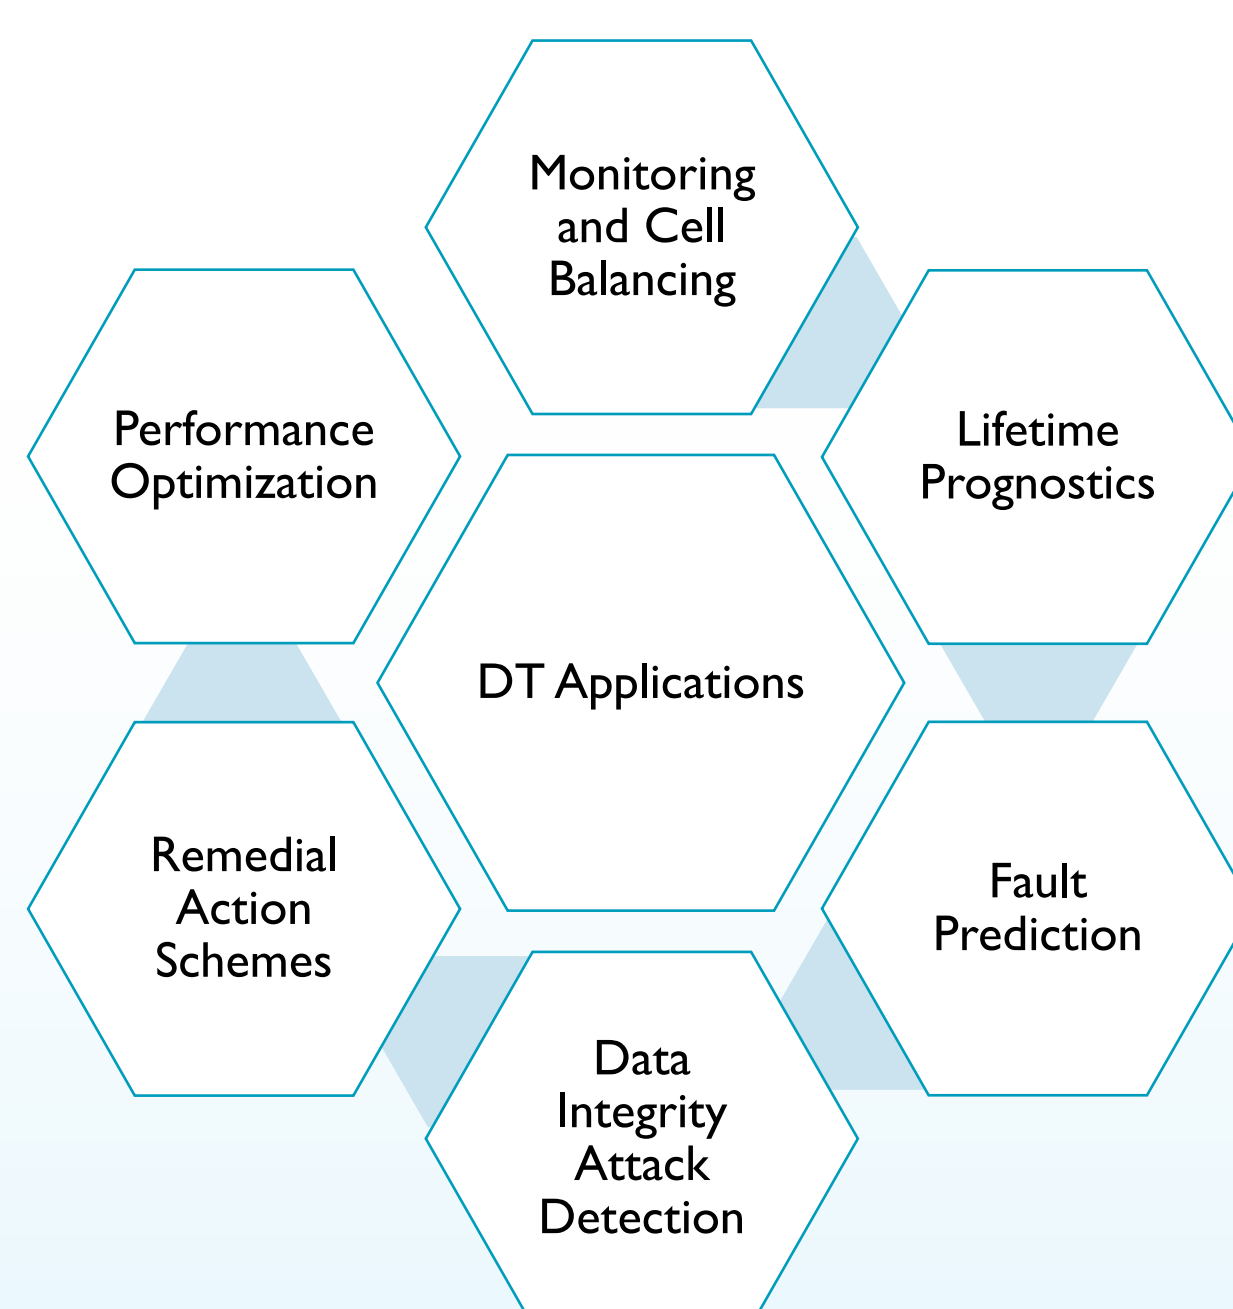 Monitoring
and Cell
Balancing
Performance
Optimization
Lifetime
Prognostics
DT Applications
Remedial
Action
Schemes
Fault
Prediction
Data
Integrity
Attack
Detection